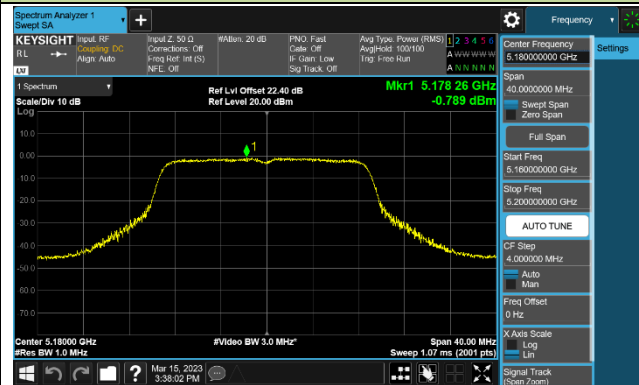 Spectrum Analyzer 1
Swept SA
+
Frequency
KEYSIGHT
RL
LXI
Input: RF
Coupling: DC
Align: Auto
Input Z: 50 Ω
Corrections: Off
Freq Ref: Int (S)
NFE: Off
#Atten: 20 dB
PNO: Fast
Gate: Off
IF Gain: Low
Sig Track: Off
Avg Type: Power (RMS)
Avg|Hold: 100/100
Trig: Free Run
1 2 3 4 5 6
A W W W W W
A N N N N N
Center Frequency
5.180000000 GHz
Settings
Span
40.0000000 MHz
Swept Span
Zero Span
Full Span
Start Freq
5.160000000 GHz
Stop Freq
5.200000000 GHz
AUTO TUNE
CF Step
4.000000 MHz
Auto
Man
Freq Offset
0 Hz
X Axis Scale
Log
Lin
Signal Track
(Span Zoom)
1 Spectrum
Scale/Div 10 dB
Log
Ref Lvl Offset 22.40 dB
Ref Level 20.00 dBm
Mkr1 5.178 26 GHz
-0.789 dBm
1
10.0
0.00
-10.0
-20.0
-30.0
-40.0
-50.0
-60.0
-70.0
Center 5.18000 GHz
#Res BW 1.0 MHz
#Video BW 3.0 MHz*
Span 40.00 MHz
Sweep 1.07 ms (2001 pts)
?
Mar 15, 2023
3:38:02 PM